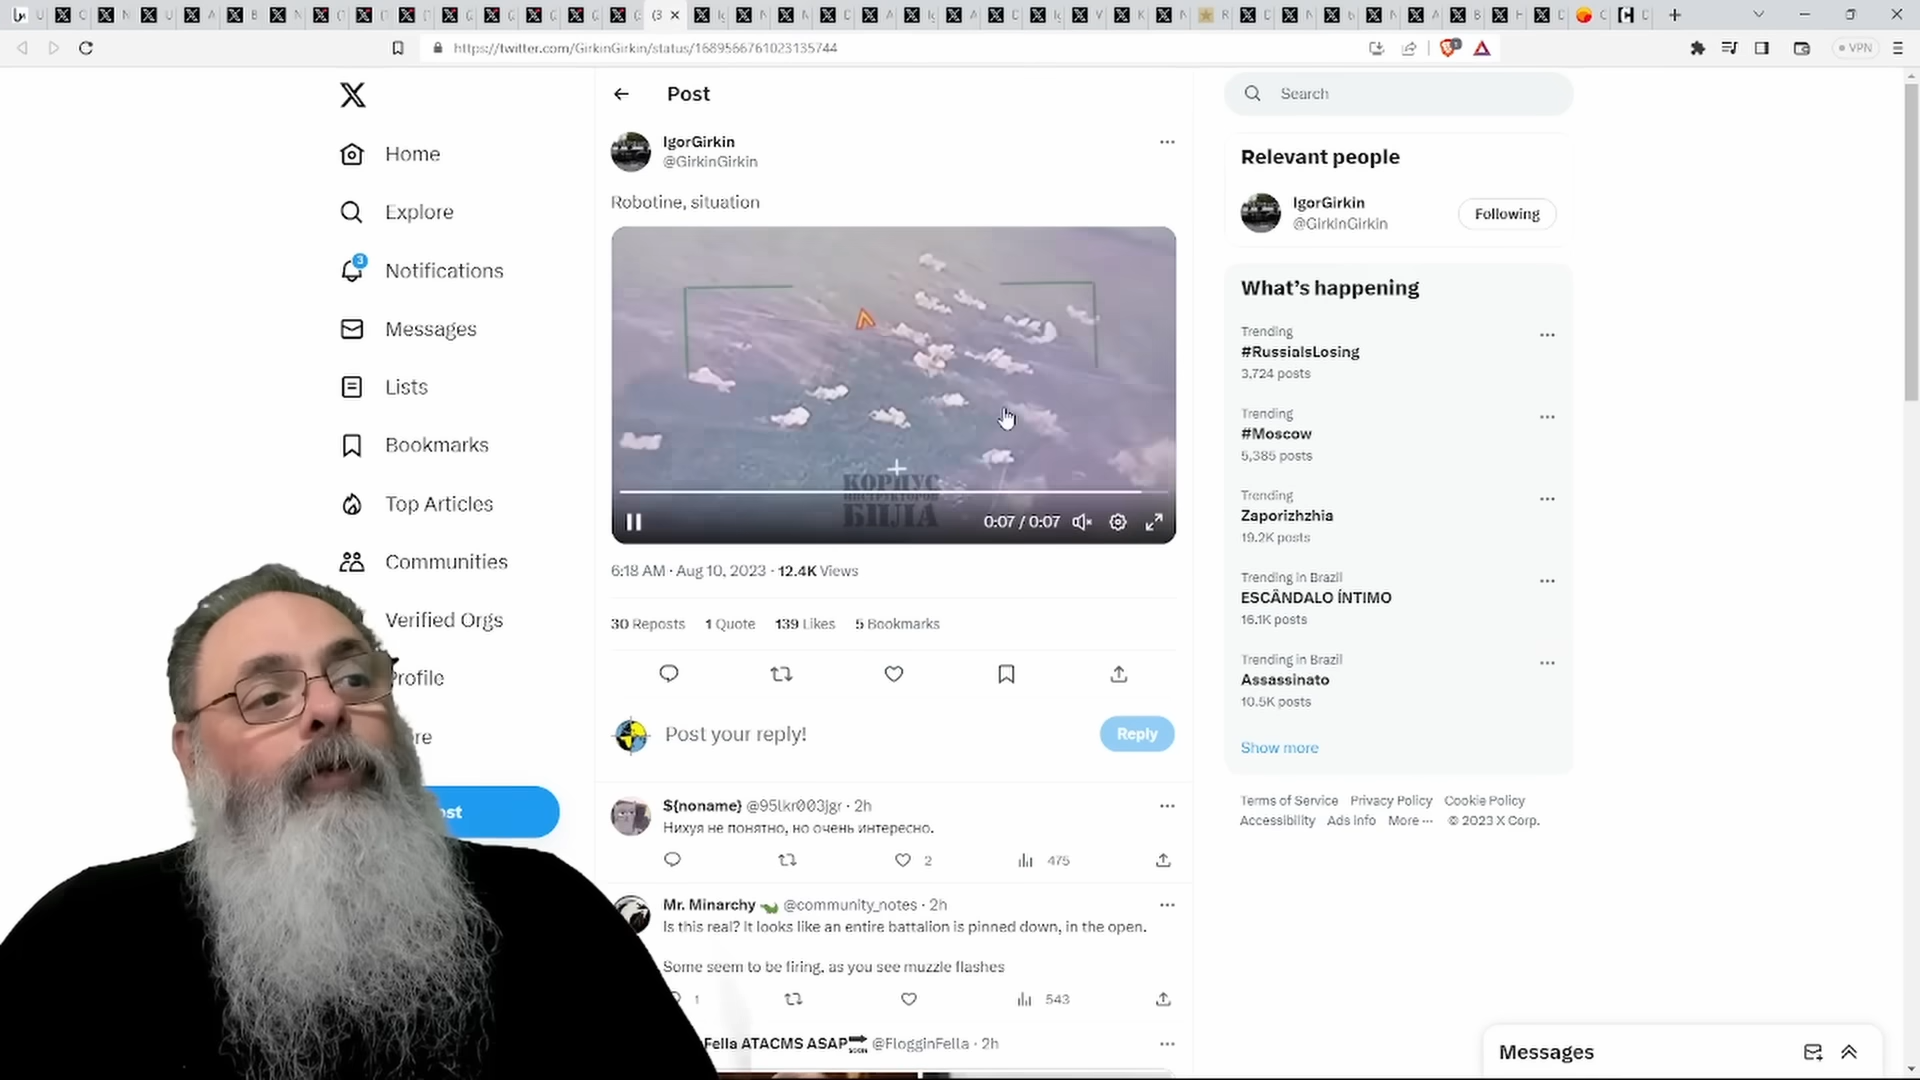 https://twitter.com/GirkinGirkin/status/1689566761023135744
VPN
Home
Explore
3
Notifications
Messages
Lists
Bookmarks
Top Articles
Communities
Verified Orgs
Profile
Post
IgorGirkin
@GirkinGirkin
Robotine, situation
КОРПУС
ИНСТРУКТОРОВ
БІЛА
0:07 / 0:07
6:18 AM · Aug 10, 2023 · 12.4K Views
30 Reposts 1 Quote 139 Likes 5 Bookmarks
Post your reply!
Reply
${noname} @95lkr003jgr · 2h
Нихуя не понятно, но очень интересно.
2 475
Mr. Minarchy @community_notes · 2h
Is this real? It looks like an entire battalion is pinned down, in the open.
Some seem to be firing, as you see muzzle flashes
1 543
Fella ATACMS ASAP @FlogginFella · 2h
Search
Relevant people
IgorGirkin
@GirkinGirkin
Following
What's happening
Trending
#RussiaIsLosing
3,724 posts
Trending
#Moscow
5,385 posts
Trending
Zaporizhzhia
19.2K posts
Trending in Brazil
ESCÂNDALO ÍNTIMO
16.1K posts
Trending in Brazil
Assassinato
10.5K posts
Show more
Terms of Service Privacy Policy Cookie Policy
Accessibility Ads info More ··· © 2023 X Corp.
Messages